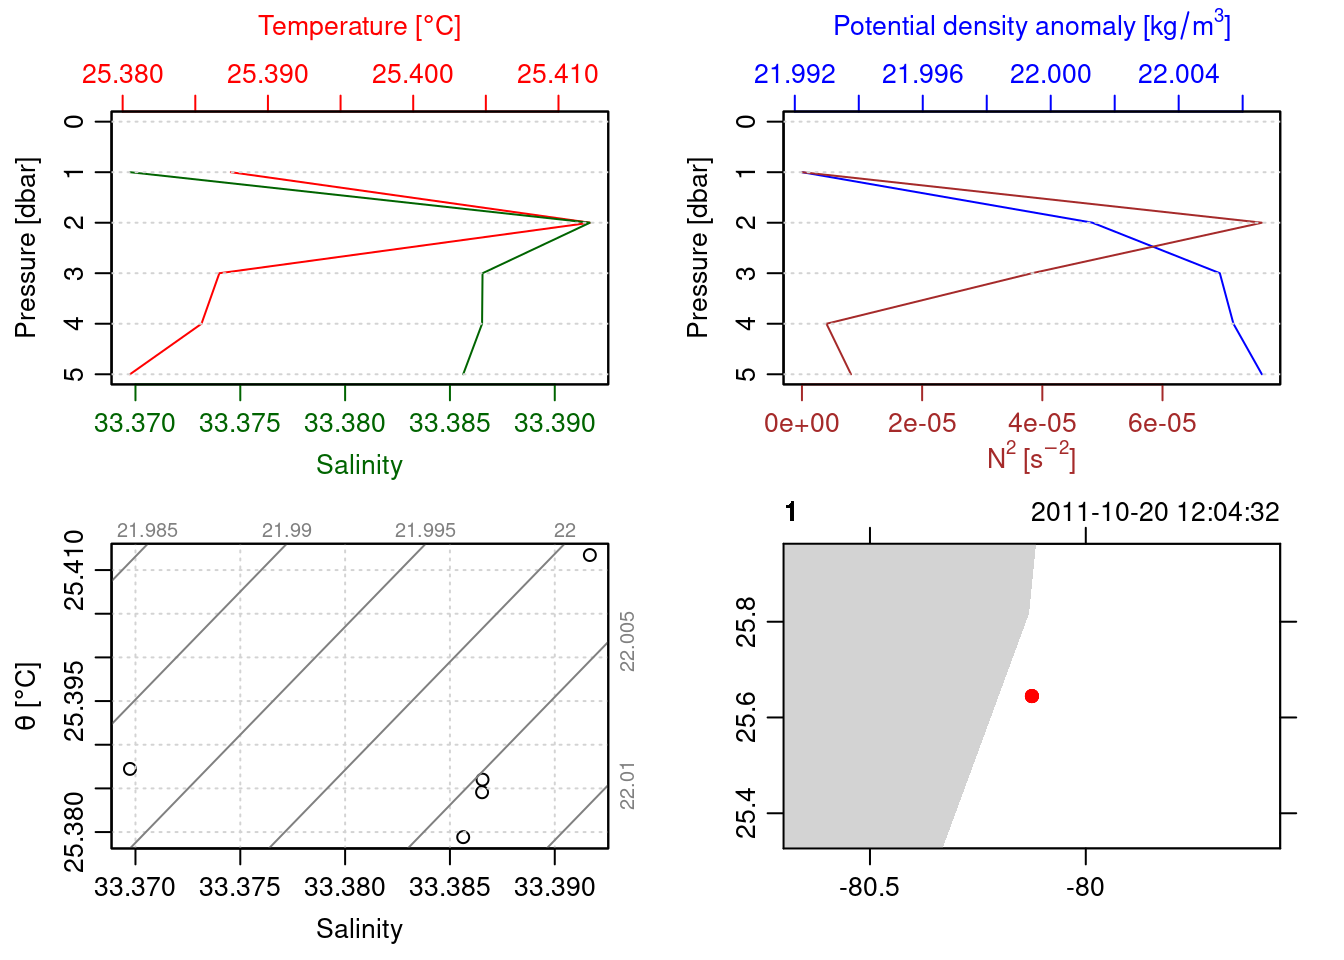 Temperature [°C]
25.380 25.390 25.400 25.410
0
1
2
3
4
5
Pressure [dbar]
33.370 33.375 33.380 33.385 33.390
Salinity
Potential density anomaly [kg/m³]
21.992 21.996 22.000 22.004
0
1
2
3
4
5
Pressure [dbar]
0e+00 2e-05 4e-05 6e-05
N² [s⁻²]
21.985 21.99 21.995 22
22.005
22.01
25.410
25.395
25.380
θ [°C]
33.370 33.375 33.380 33.385 33.390
Salinity
1 2011-10-20 12:04:32
25.8
25.6
25.4
-80.5 -80